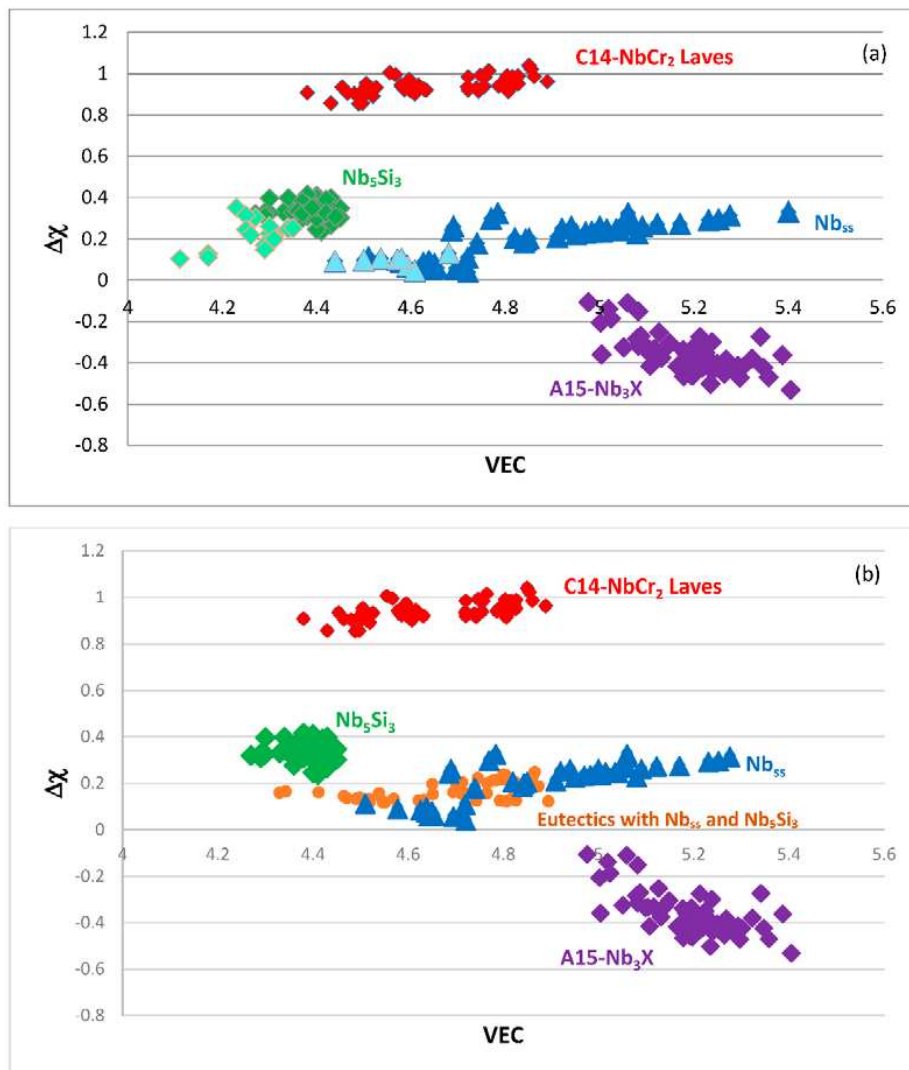 (a)
1.2
1
0.8
0.6
0.4
0.2
0
-0.2
-0.4
-0.6
-0.8
Δχ
C14-NbCr₂ Laves
Nb₅Si₃
Nbss
A15-Nb₃X
4 4.2 4.4 4.6 4.8 5 5.2 5.4 5.6
VEC
(b)
1.2
1
0.8
0.6
0.4
0.2
0
-0.2
-0.4
-0.6
-0.8
Δχ
C14-NbCr₂ Laves
Nb₅Si₃
Nbss
Eutectics with Nbss and Nb₅Si₃
4 4.2 4.4 4.6 4.8 5 5.2 5.4 5.6
A15-Nb₃X
VEC